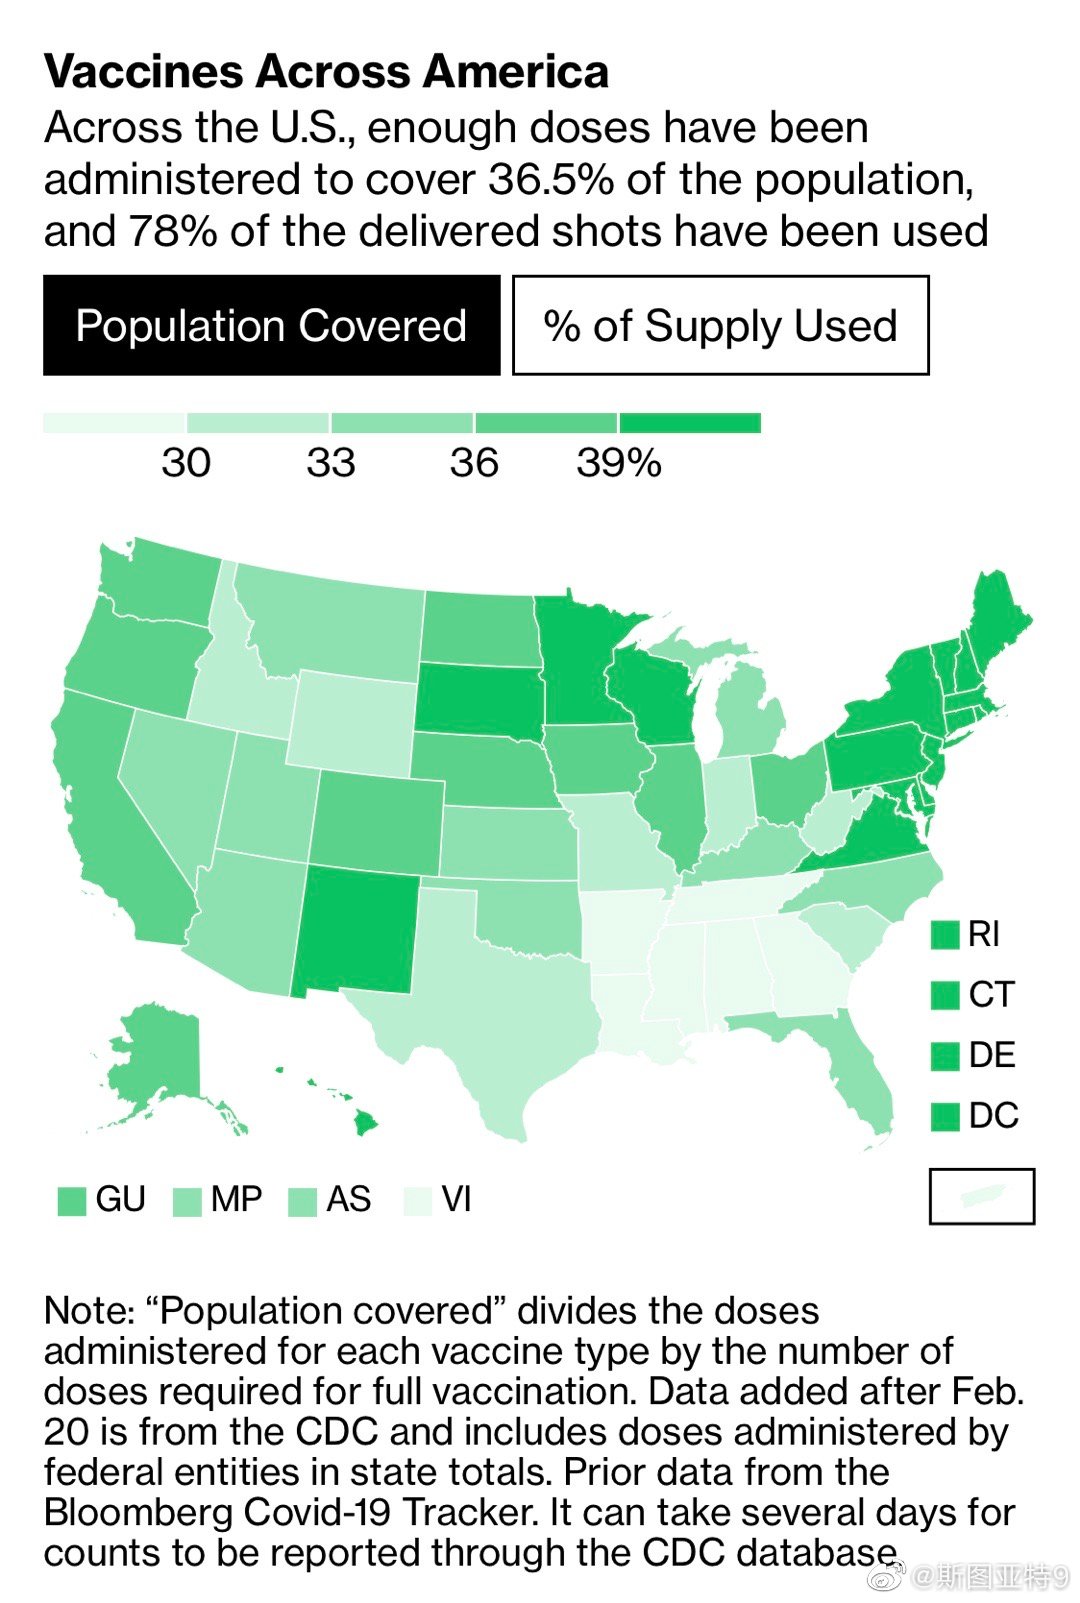 Vaccines Across America
Across the U.S., enough doses have been
administered to cover 36.5% of the population,
and 78% of the delivered shots have been used
Population Covered
% of Supply Used
30 33 36 39%
RI
CT
DE
DC
GU MP AS VI
Note: “Population covered” divides the doses
administered for each vaccine type by the number of
doses required for full vaccination. Data added after Feb.
20 is from the CDC and includes doses administered by
federal entities in state totals. Prior data from the
Bloomberg Covid-19 Tracker. It can take several days for
counts to be reported through the CDC database
@斯图亚特9